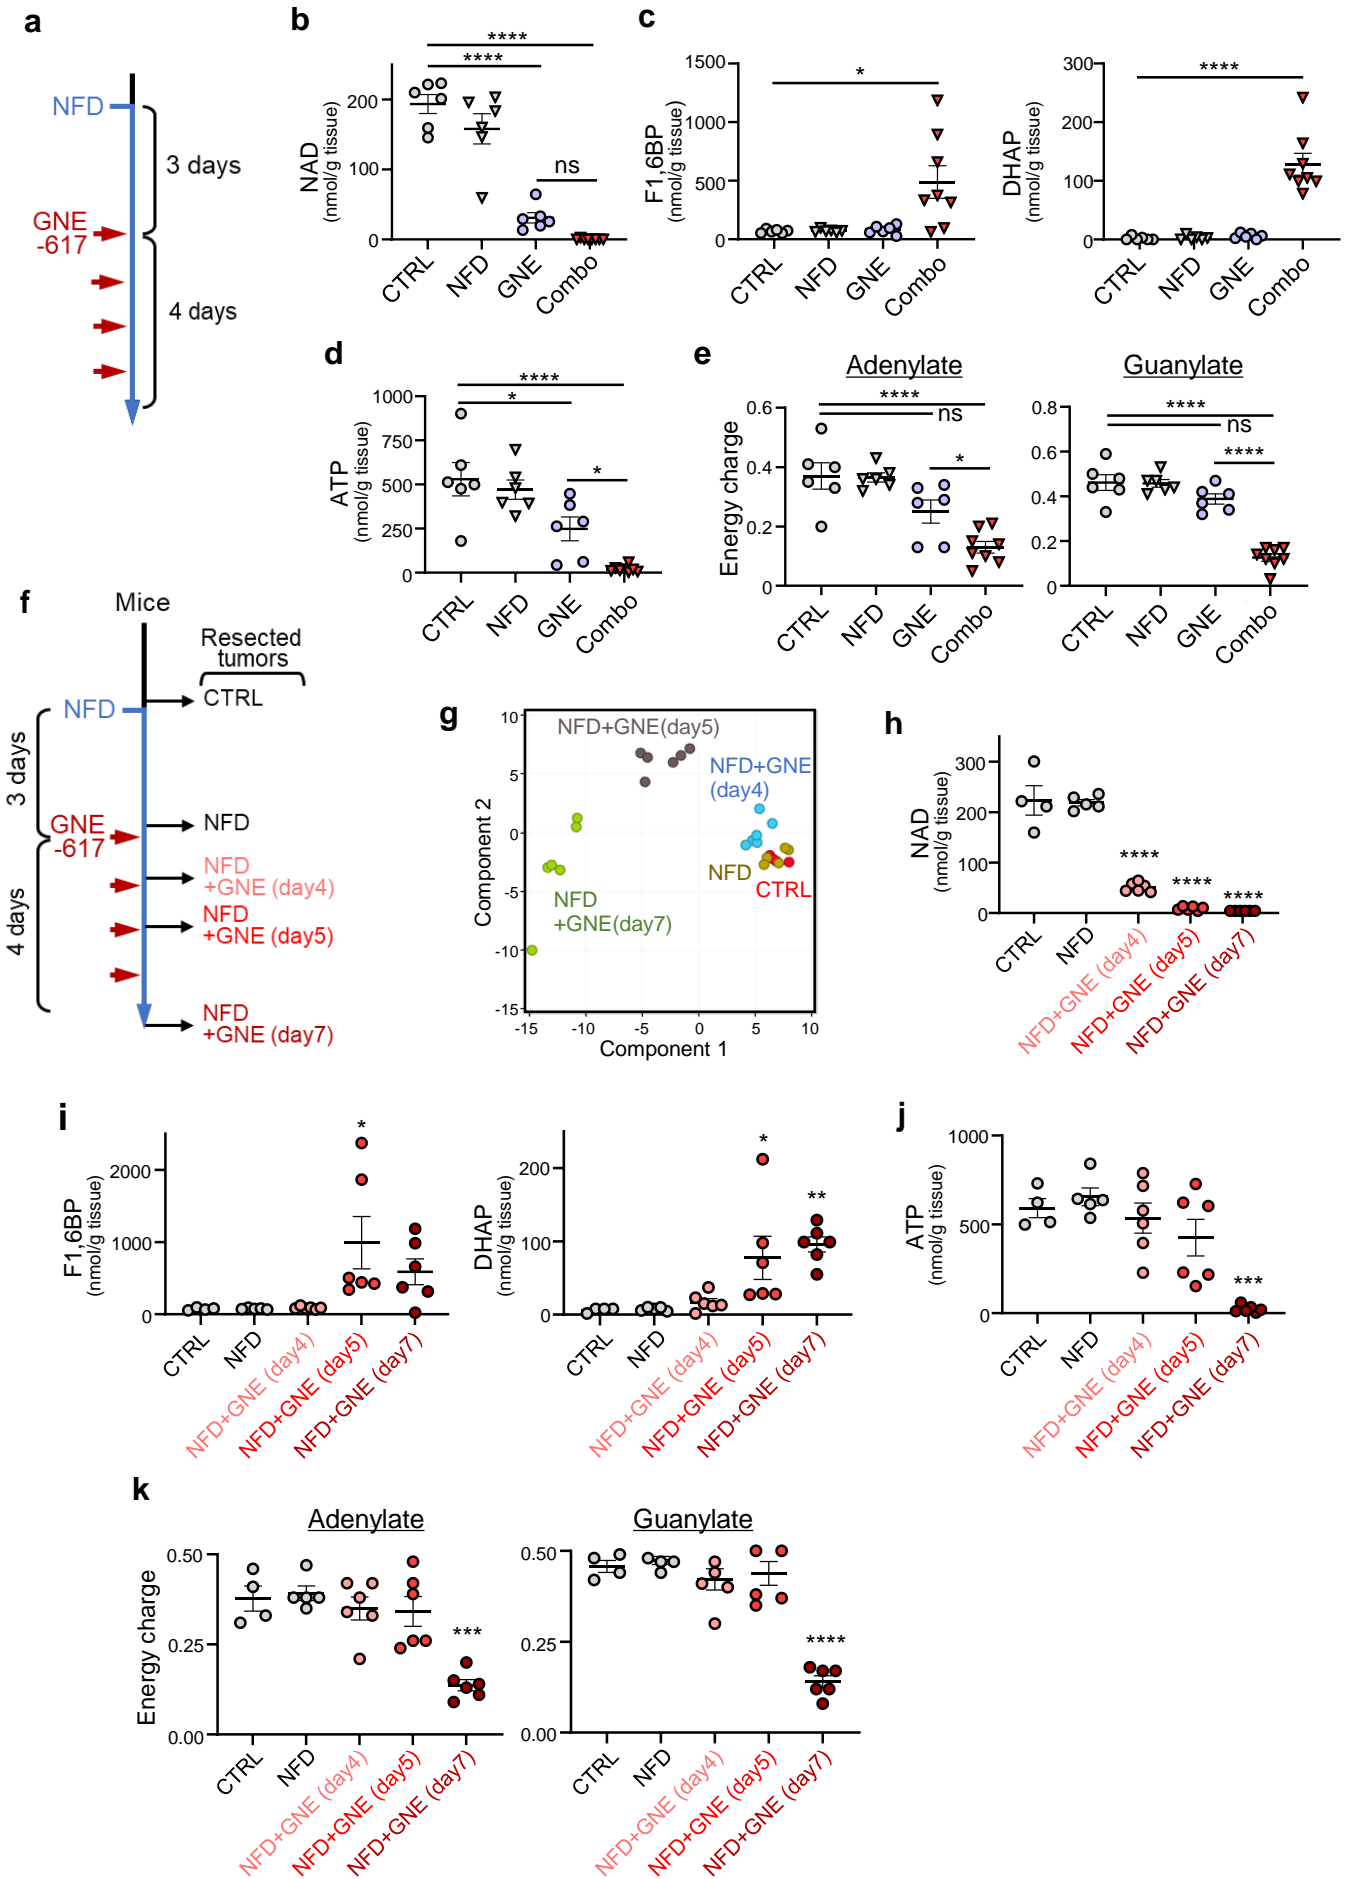 a
NFD
3 days
GNE
-617
4 days
b
****
****
ns
NAD
(nmol/g tissue)
200
100
0
CTRL
NFD
GNE
Combo
c
*
F1,6BP
(nmol/g tissue)
1500
1000
500
0
CTRL
NFD
GNE
Combo
****
DHAP
(nmol/g tissue)
300
200
100
0
CTRL
NFD
GNE
Combo
d
****
*
*
ATP
(nmol/g tissue)
1000
750
500
250
0
CTRL
NFD
GNE
Combo
e
Adenylate
****
ns
*
Energy charge
0.6
0.4
0.2
0
CTRL
NFD
GNE
Combo
Guanylate
****
ns
****
0.8
0.6
0.4
0.2
0
CTRL
NFD
GNE
Combo
f
Mice
Resected
tumors
CTRL
NFD
3 days
NFD
GNE
-617
4 days
NFD
+GNE (day4)
NFD
+GNE (day5)
NFD
+GNE (day7)
g
Component 2
10
5
0
-5
-10
-15
NFD+GNE(day5)
NFD+GNE
(day4)
NFD
CTRL
NFD
+GNE(day7)
-15
-10
-5
0
5
10
Component 1
h
NAD
(nmol/g tissue)
300
200
100
0
****
****
****
CTRL
NFD
NFD+GNE (day4)
NFD+GNE (day5)
NFD+GNE (day7)
i
F1,6BP
(nmol/g tissue)
2000
1000
0
*
CTRL
NFD
NFD+GNE (day4)
NFD+GNE (day5)
NFD+GNE (day7)
DHAP
(nmol/g tissue)
200
100
0
*
**
CTRL
NFD
NFD+GNE (day4)
NFD+GNE (day5)
NFD+GNE (day7)
j
ATP
(nmol/g tissue)
1000
500
0
***
CTRL
NFD
NFD+GNE (day4)
NFD+GNE (day5)
NFD+GNE (day7)
k
Adenylate
Energy charge
0.50
0.25
0.00
***
CTRL
NFD
NFD+GNE (day4)
NFD+GNE (day5)
NFD+GNE (day7)
Guanylate
0.50
0.25
0.00
****
CTRL
NFD
NFD+GNE (day4)
NFD+GNE (day5)
NFD+GNE (day7)